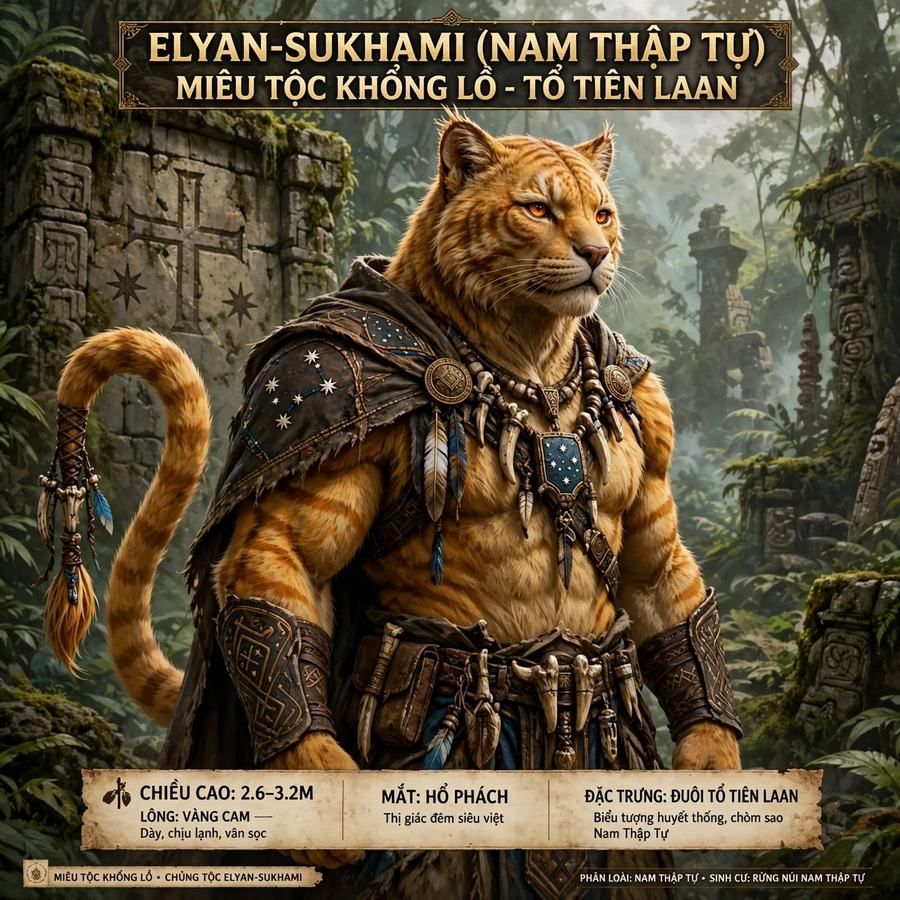 ELYAN-SUKHAMI (NAM THẬP TỰ)
MIÊU TỘC KHỔNG LỒ - TỔ TIÊN LAAN
CHIỀU CAO: 2.6–3.2M
LÔNG: VÀNG CAM —
Dày, chịu lạnh, vân sọc
MẮT: HỔ PHÁCH
Thị giác đêm siêu việt
ĐẶC TRƯNG: ĐUÔI TỔ TIÊN LAAN
Biểu tượng huyết thống, chòm sao
Nam Thập Tự
MIÊU TỘC KHỔNG LỒ • CHỦNG TỘC ELYAN-SUKHAMI
PHÂN LOÀI: NAM THẬP TỰ • SINH CƯ: RỪNG NÚI NAM THẬP TỰ